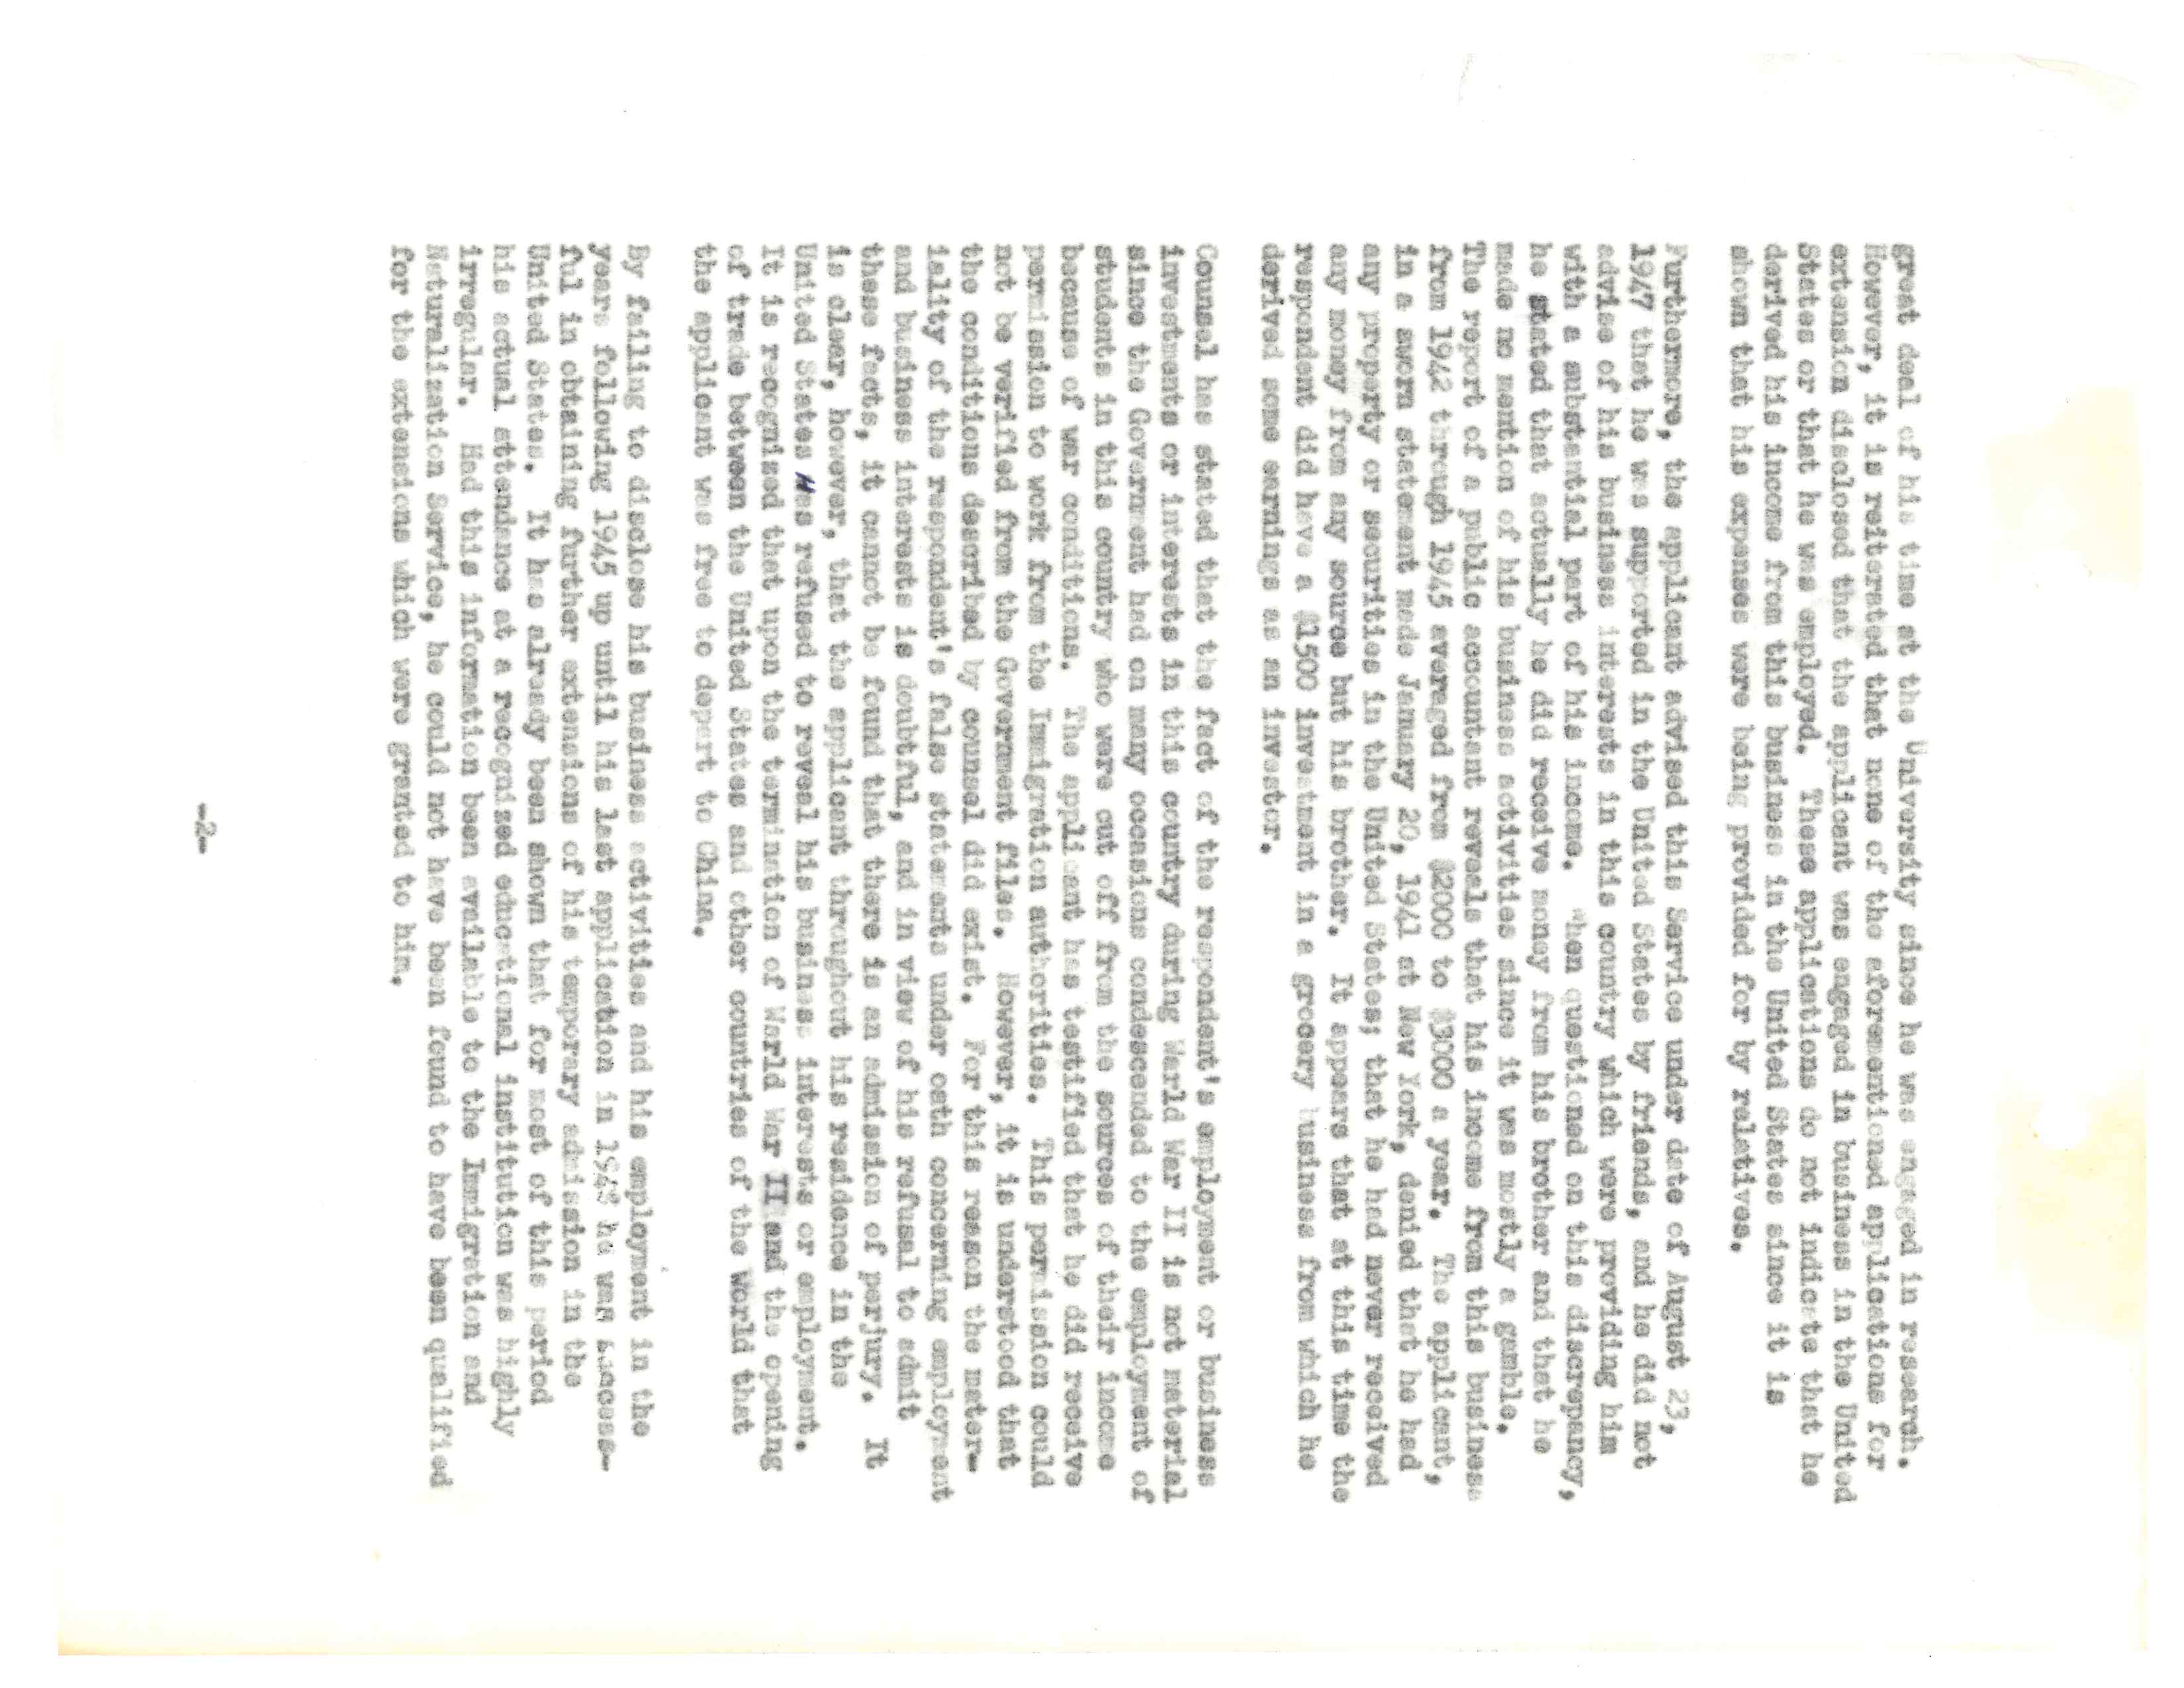 great deal of his time at the University since he was engaged in research.
However, it is reiterated that none of the aforementioned applications for
extension disclosed that the applicant was engaged in business in the United
States or that he was employed. These applications do not indicate that he
derived his income from this business in the United States since it is
shown that his expenses were being provided for by relatives.
Furthermore, the applicant advised this Service under date of August 23,
1947 that he was supported in the United States by friends, and he did not
advise of his business interests in this country which were providing him
with a substantial part of his income. When questioned on this discrepancy,
he stated that actually he did receive money from his brother and that he
made no mention of his business activities since it was mostly a gamble.
The report of a public accountant reveals that his income from this business
from 1942 through 1945 averaged from $2000 to $3000 a year. The applicant,
in a sworn statement made January 20, 1941 at New York, denied that he had
any property or securities in the United States; that he had never received
any money from any source but his brother. It appears that at this time the
respondent did have a $1500 investment in a grocery business from which he
derived some earnings as an investor.
Counsel has stated that the fact of the respondent's employment or business
investments or interests in this country during World War II is not material
since the Government had on many occasions condescended to the employment of
students in this country who were cut off from the sources of their income
because of war conditions. The applicant has testified that he did receive
permission to work from the Immigration authorities. This permission could
not be verified from the Government files. However, it is understood that
the conditions described by counsel did exist. For this reason the mater-
iality of the respondent's false statements under oath concerning employment
and business interests is doubtful, and in view of his refusal to admit
these facts, it cannot be found that there is an admission of perjury. It
is clear, however, that the applicant throughout his residence in the
United States Has refused to reveal his business interests or employment.
It is recognized that upon the termination of World War II and the opening
of trade between the United States and other countries of the world that
the applicant was free to depart to China.
By failing to disclose his business activities and his employment in the
years following 1945 up until his last application in 1948 he was success-
ful in obtaining further extensions of his temporary admission in the
United States. It has already been shown that for most of this period
his actual attendance at a recognized educational institution was highly
irregular. Had this information been available to the Immigration and
Naturalization Service, he could not have been found to have been qualified
for the extensions which were granted to him.
-2-